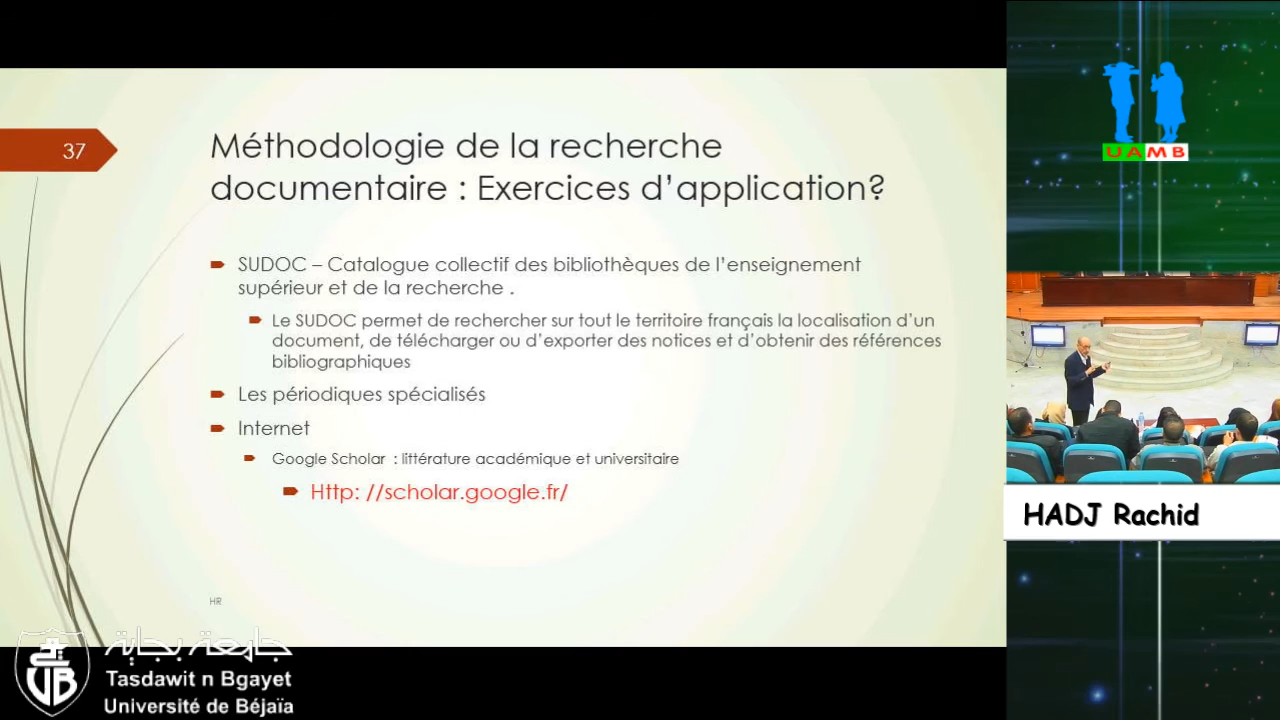 37
Méthodologie de la recherche
documentaire : Exercices d’application?
SUDOC – Catalogue collectif des bibliothèques de l’enseignement
supérieur et de la recherche .
Le SUDOC permet de rechercher sur tout le territoire français la localisation d’un
document, de télécharger ou d’exporter des notices et d’obtenir des références
bibliographiques
Les périodiques spécialisés
Internet
Google Scholar : littérature académique et universitaire
Http: //scholar.google.fr/
HR
جامعة بجاية
Tasdawit n Bgayet
Université de Béjaïa
UB
UAMB
HADJ Rachid